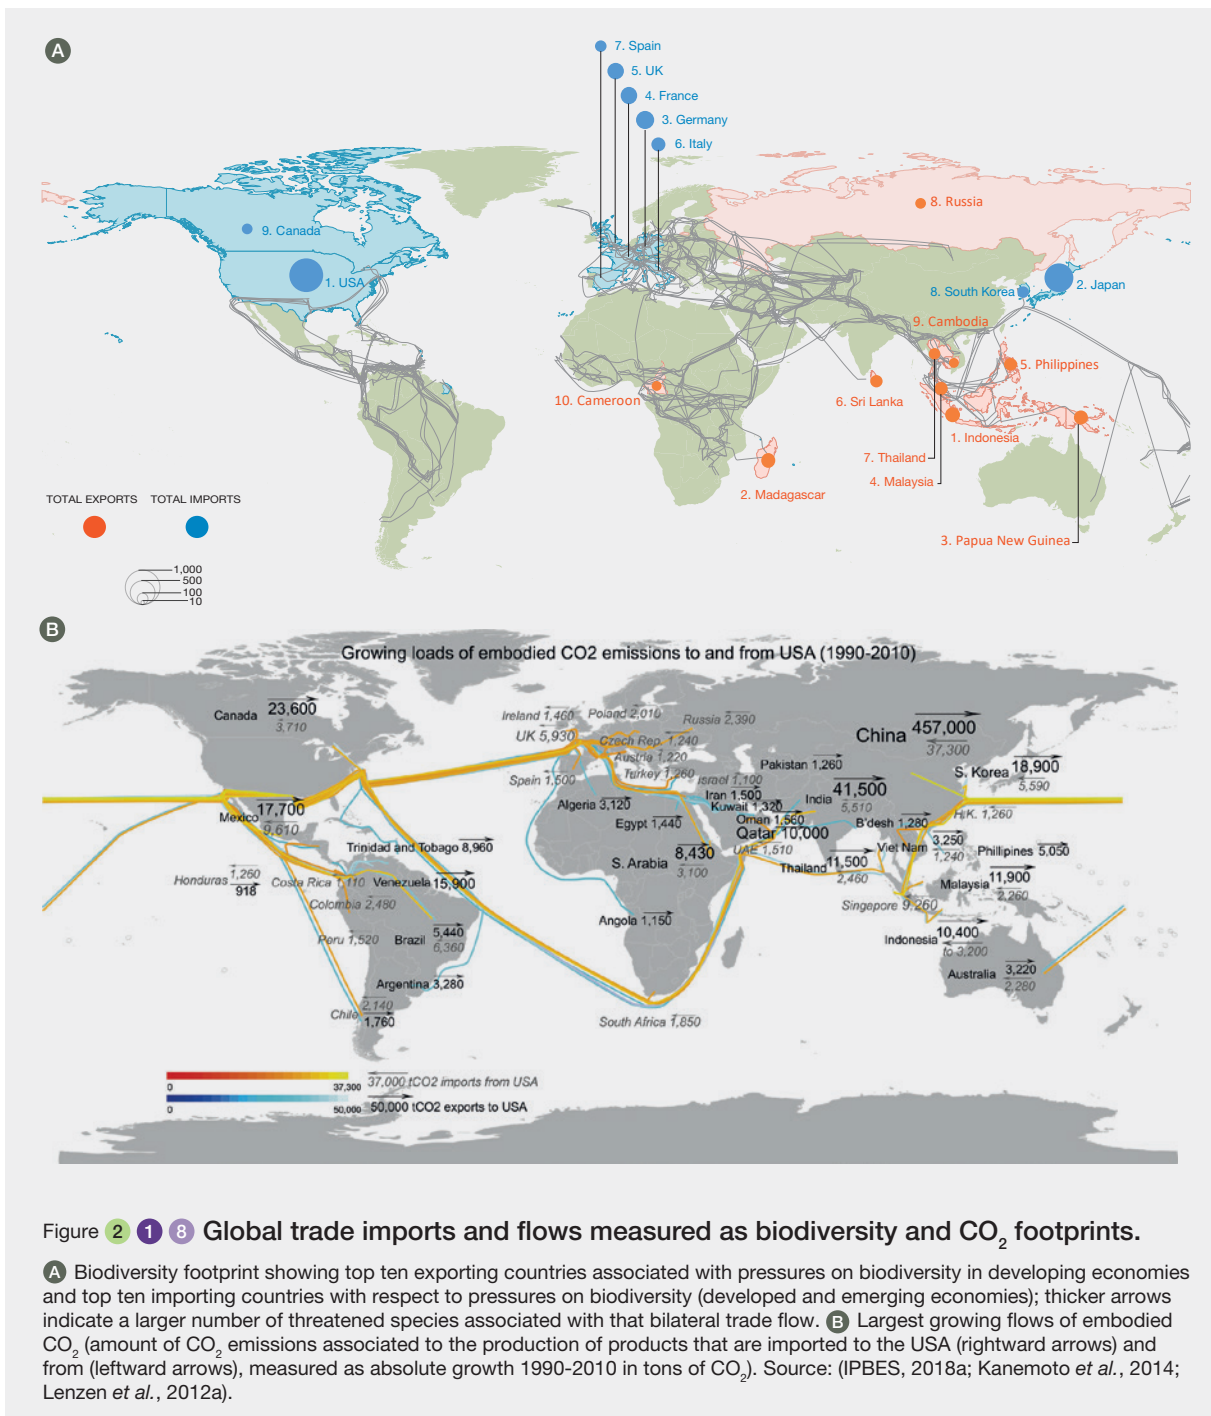 A
7. Spain
5. UK
4. France
3. Germany
6. Italy
8. Russia
9. Canada
1. USA
2. Japan
8. South Korea
9. Cambodia
5. Philippines
10. Cameroon
6. Sri Lanka
1. Indonesia
7. Thailand
4. Malaysia
2. Madagascar
3. Papua New Guinea
TOTAL EXPORTS TOTAL IMPORTS
1,000
500
100
10
B
Growing loads of embodied CO2 emissions to and from USA (1990-2010)
Canada 23,600
3,710
Ireland 1,460
Poland 2,010
Russia 2,390
UK 5,930
Czech Rep. 1,240
Austria 1,220
China 457,000
37,300
Spain 1,500
Turkey 1,260
Israel 1,100
Pakistan 1,260
S. Korea 18,900
5,590
Mexico 17,700
9,610
Algeria 3,120
Iran 1,500
Kuwait 1,320
India 41,500
5,510
Egypt 1,440
Oman 1,560
Qatar 10,000
UAE 1,510
B'desh 1,280
H.K. 1,260
Trinidad and Tobago 8,960
S. Arabia 8,430
3,100
Viet Nam 3,250
1,240
Phillipines 5,050
Honduras 1,260
918
Costa Rica 1,110
Venezuela 15,900
Thailand 11,500
2,460
Malaysia 11,900
2,260
Colombia 2,480
Singapore 9,260
Angola 1,150
Peru 1,520
Brazil 5,440
6,360
Indonesia 10,400
to 3,200
Argentina 3,280
Australia 3,220
2,280
Chile 2,140
1,760
South Africa 1,850
0 37,300 37,000 tCO2 imports from USA
0 50,000 50,000 tCO2 exports to USA
Figure 2 1 8 Global trade imports and flows measured as biodiversity and CO2 footprints.
A Biodiversity footprint showing top ten exporting countries associated with pressures on biodiversity in developing economies
and top ten importing countries with respect to pressures on biodiversity (developed and emerging economies); thicker arrows
indicate a larger number of threatened species associated with that bilateral trade flow. B Largest growing flows of embodied
CO2 (amount of CO2 emissions associated to the production of products that are imported to the USA (rightward arrows) and
from (leftward arrows), measured as absolute growth 1990-2010 in tons of CO2). Source: (IPBES, 2018a; Kanemoto et al., 2014;
Lenzen et al., 2012a).